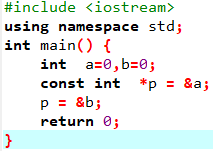 #include <iostream>
using namespace std;
int main() {
    int  a=0,b=0;
    const int  *p = &a;
    p = &b;
    return 0;
}